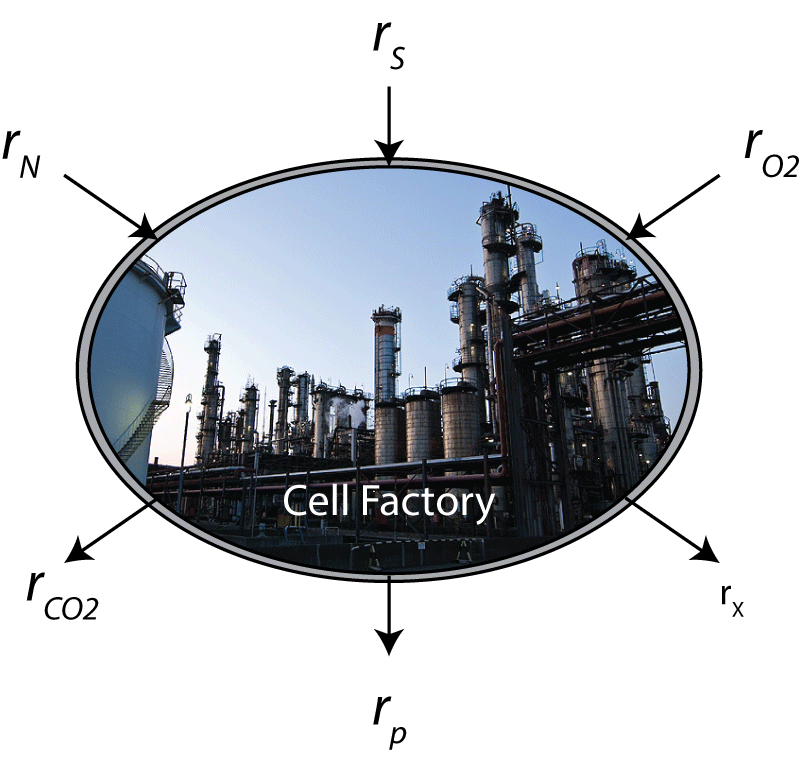 r_S
r_N
r_O2
Cell Factory
r_CO2
r_X
r_p